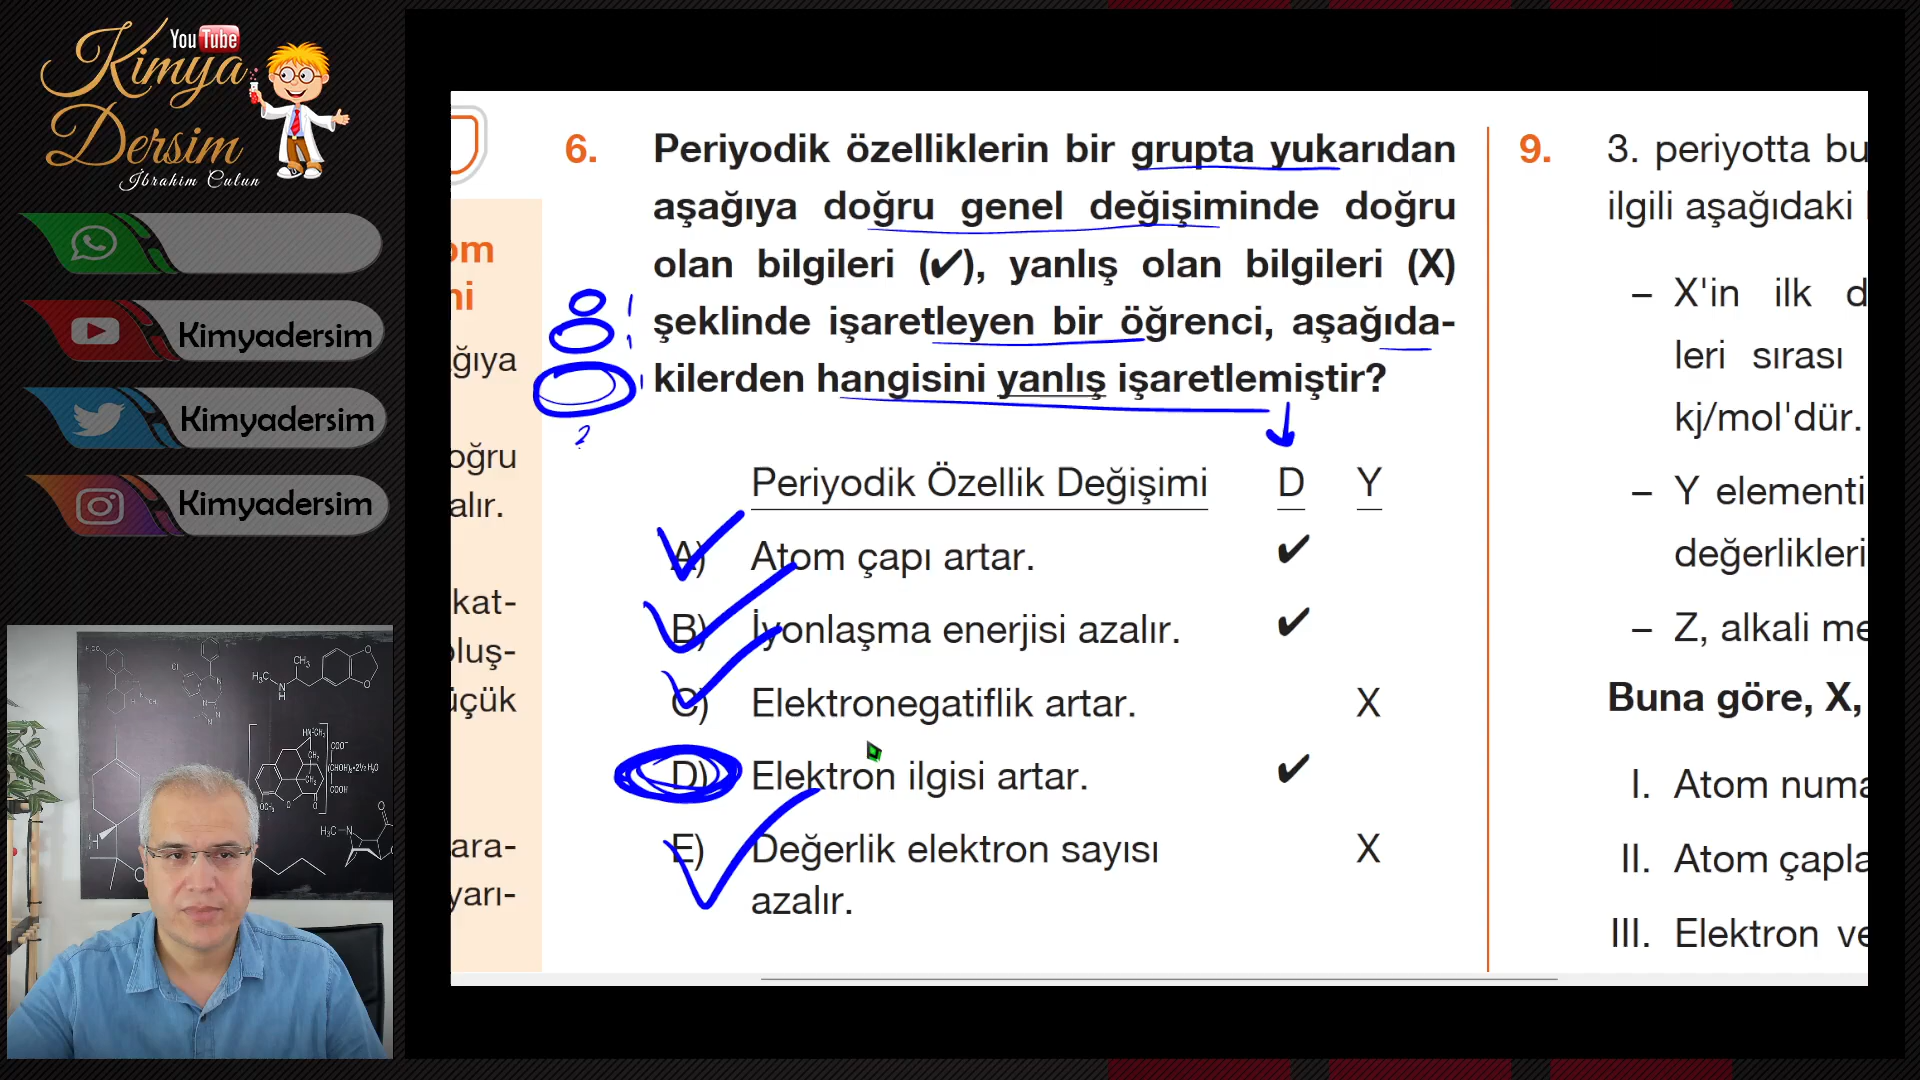 You Tube
Kimya
Dersim
İbrahim Culun
Kimyadersim
Kimyadersim
Kimyadersim
om
ni
ğıya
oğru
alır.
kat-
oluş-
üçük
ara-
yarı-
6. Periyodik özelliklerin bir grupta yukarıdan
aşağıya doğru genel değişiminde doğru
olan bilgileri (✔), yanlış olan bilgileri (X)
şeklinde işaretleyen bir öğrenci, aşağıda-
kilerden hangisini yanlış işaretlemiştir?
Periyodik Özellik Değişimi D Y
A) Atom çapı artar. ✔
B) İyonlaşma enerjisi azalır. ✔
C) Elektronegatiflik artar. X
D) Elektron ilgisi artar. ✔
E) Değerlik elektron sayısı X
azalır.
9. 3. periyotta bu
ilgili aşağıdaki
– X'in ilk d
leri sırası
kj/mol'dür.
– Y elementi
değerlikleri
– Z, alkali me
Buna göre, X,
I. Atom numa
II. Atom çapla
III. Elektron ve